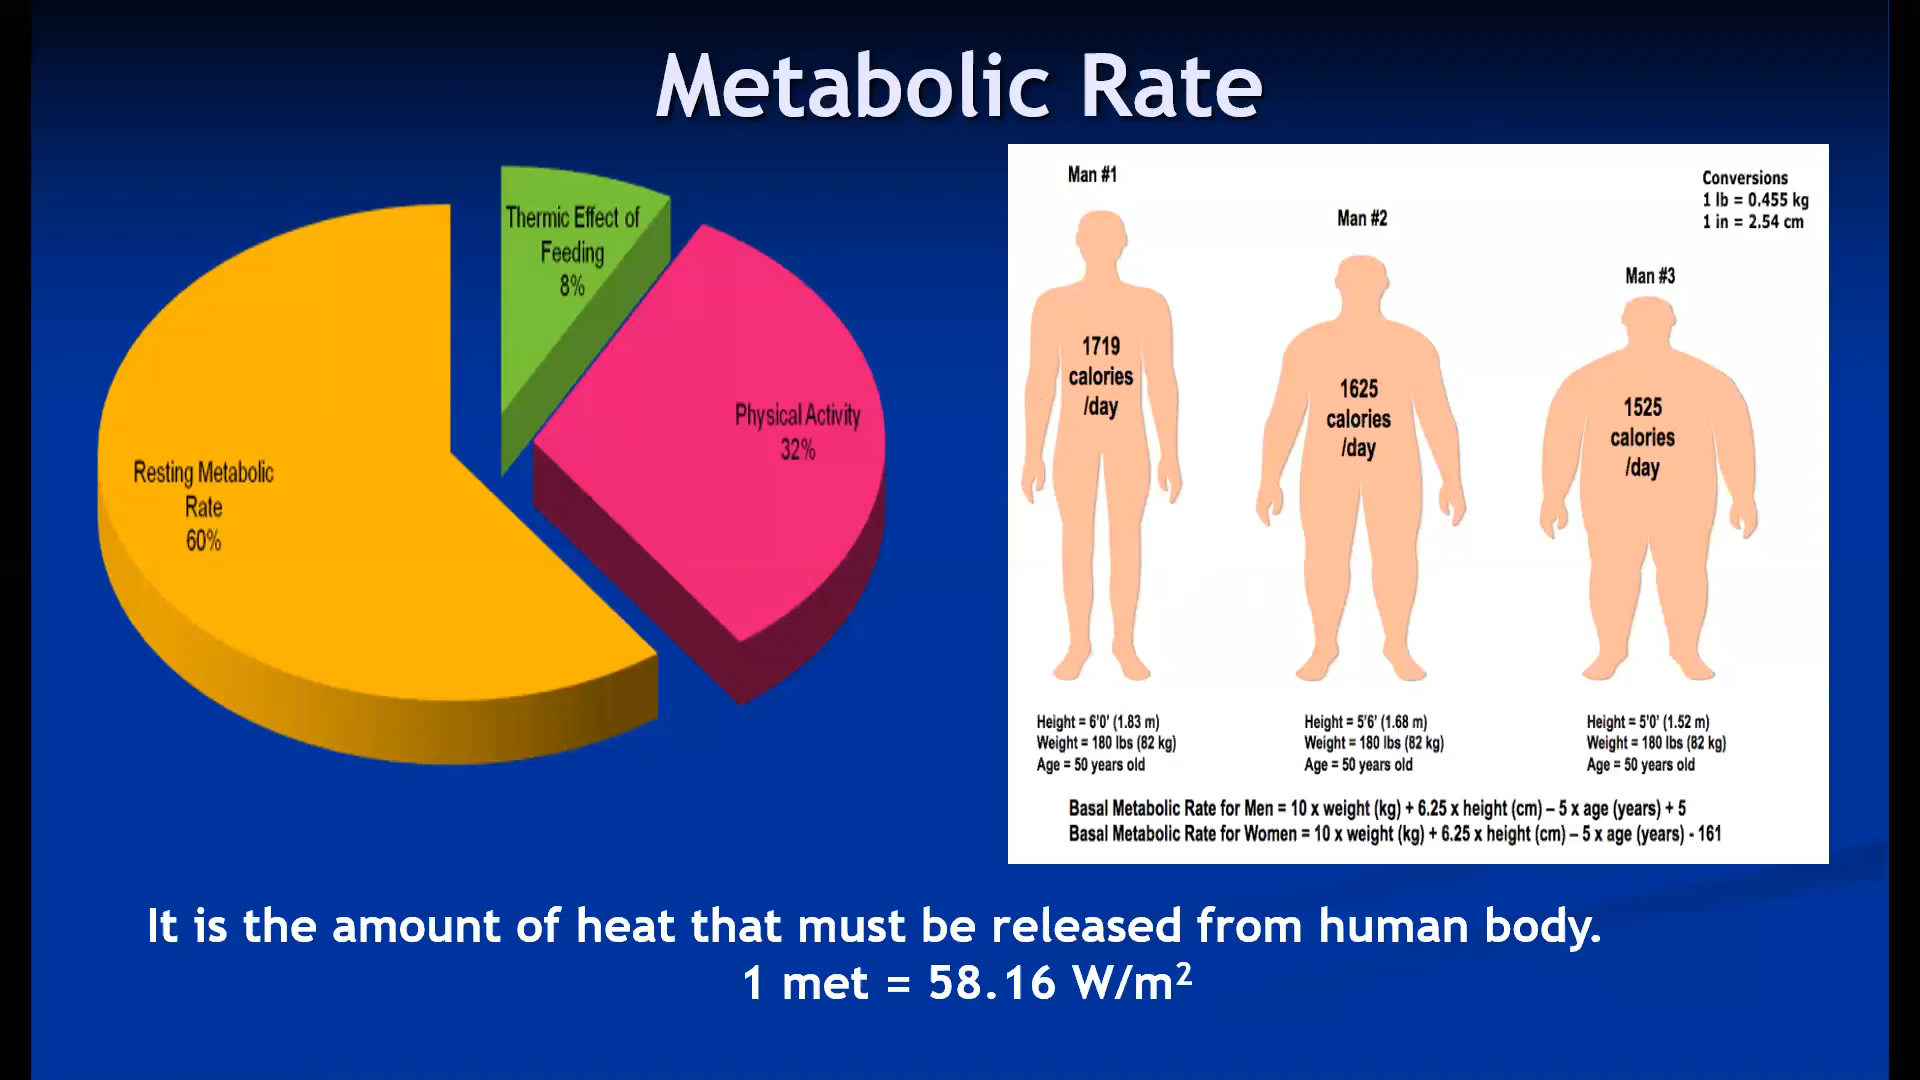 Metabolic Rate
Thermic Effect of
Feeding
8%
Physical Activity
32%
Resting Metabolic
Rate
60%
Man #1
Man #2
Man #3
Conversions
1 lb = 0.455 kg
1 in = 2.54 cm
1719
calories
/day
1625
calories
/day
1525
calories
/day
Height = 6'0' (1.83 m)
Weight = 180 lbs (82 kg)
Age = 50 years old
Height = 5'6' (1.68 m)
Weight = 180 lbs (82 kg)
Age = 50 years old
Height = 5'0' (1.52 m)
Weight = 180 lbs (82 kg)
Age = 50 years old
Basal Metabolic Rate for Men = 10 x weight (kg) + 6.25 x height (cm) – 5 x age (years) + 5
Basal Metabolic Rate for Women = 10 x weight (kg) + 6.25 x height (cm) – 5 x age (years) - 161
It is the amount of heat that must be released from human body.
1 met = 58.16 W/m²